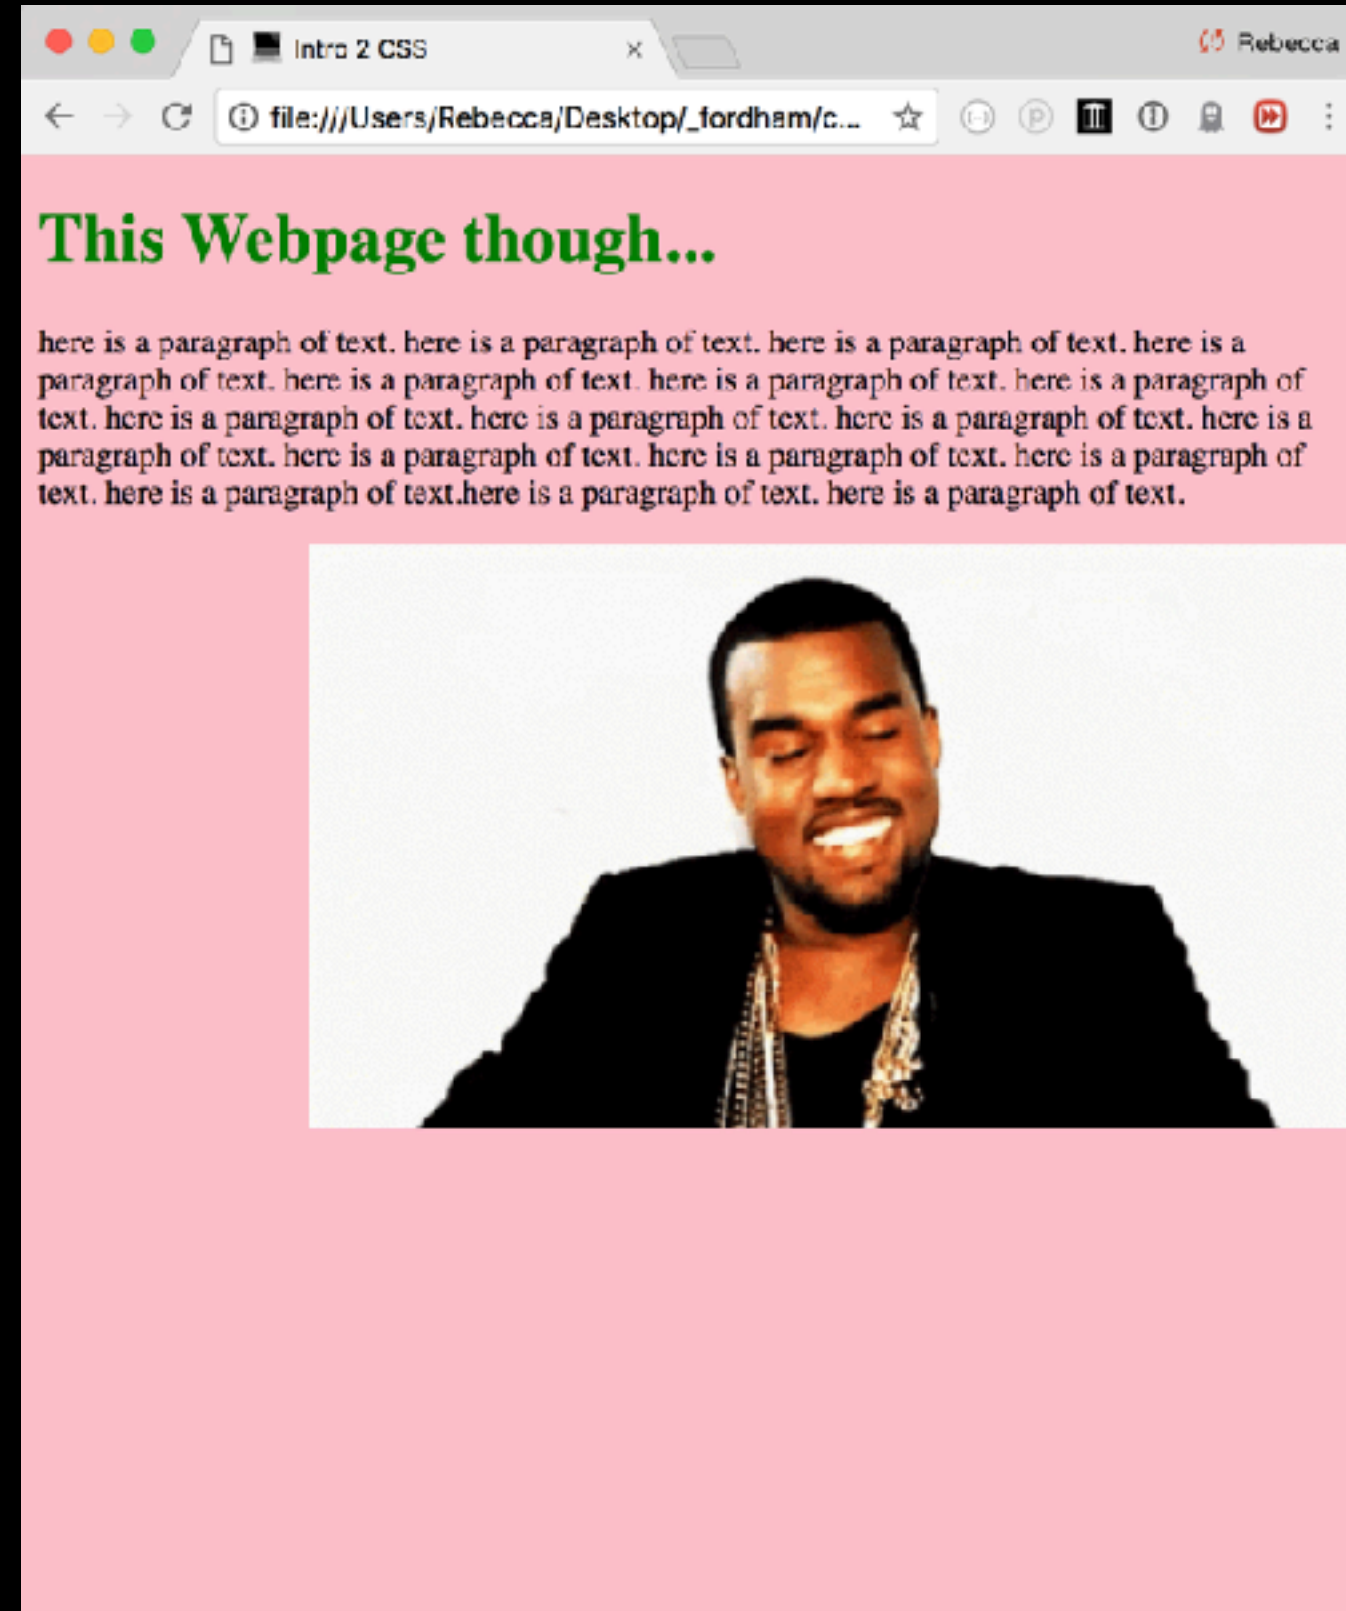 Intro 2 CSS
Rebecca
file:///Users/Rebecca/Desktop/_fordham/c...
This Webpage though...
here is a paragraph of text. here is a paragraph of text. here is a paragraph of text. here is a
paragraph of text. here is a paragraph of text. here is a paragraph of text. here is a paragraph of
text. here is a paragraph of text. here is a paragraph of text. here is a paragraph of text. here is a
paragraph of text. here is a paragraph of text. here is a paragraph of text. here is a paragraph of
text. here is a paragraph of text.here is a paragraph of text. here is a paragraph of text.